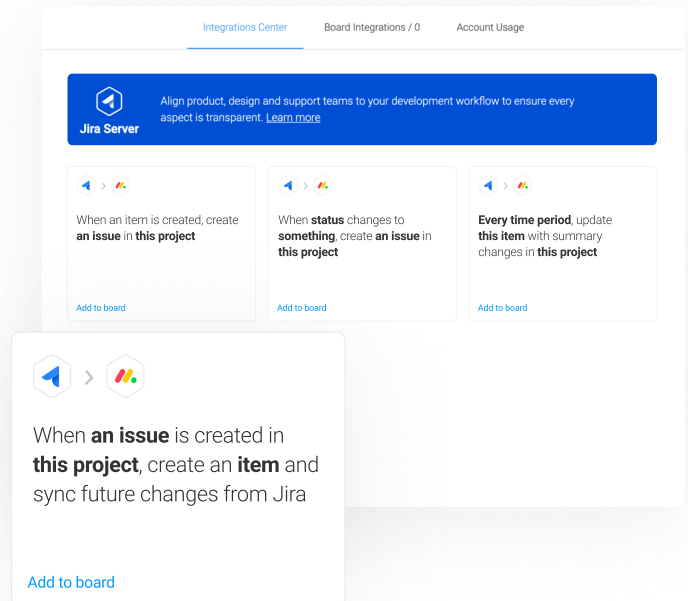 Integrations Center
Board Integrations / 0
Account Usage
Jira Server
Align product, design and support teams to your development workflow to ensure every
aspect is transparent. Learn more
When an item is created, create
an issue in this project
Add to board
When status changes to
something, create an issue in
this project
Add to board
Every time period, update
this item with summary
changes in this project
Add to board
When an issue is created in
this project, create an item and
sync future changes from Jira
Add to board